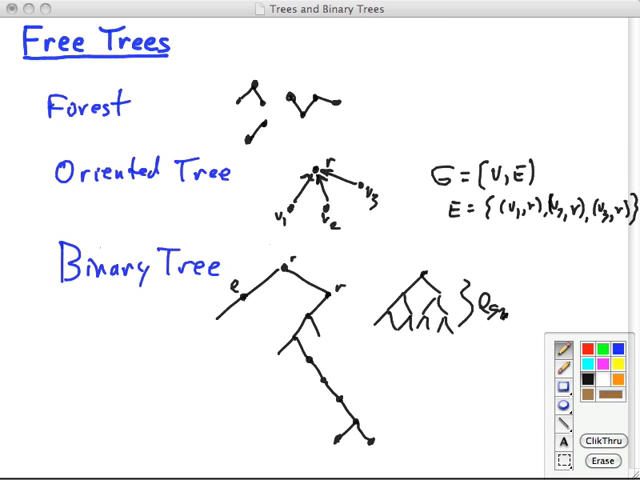 Trees and Binary Trees
Free Trees
Forest
Oriented Tree
r
v₁
v₂
v₃
G = (V, E)
E = {(v₁,r), (v₂,r), (v₃,r)}
Binary Tree
r
e
r
A
ClikThru
Erase